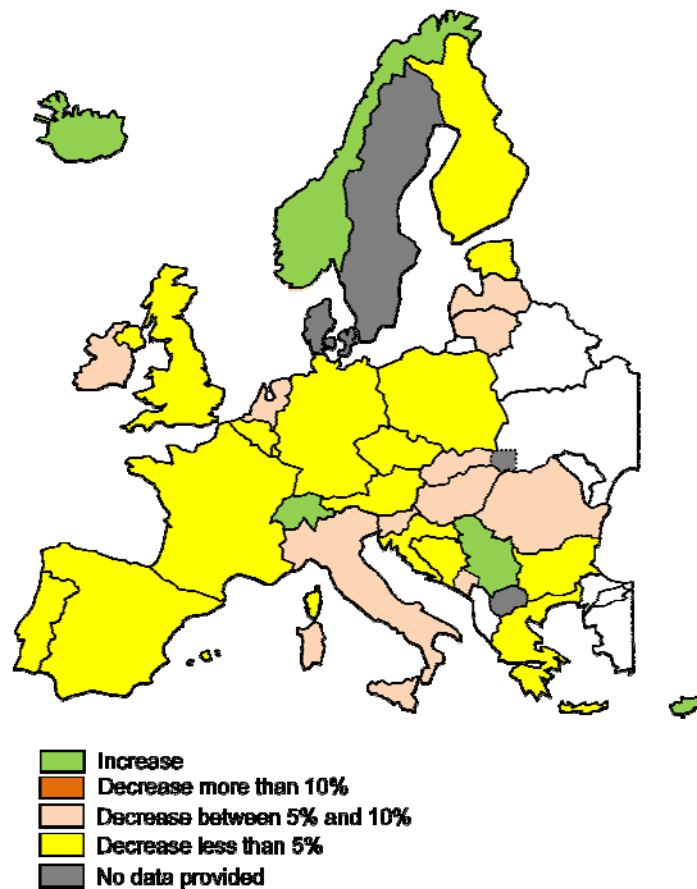 Increase
Decrease more than 10%
Decrease between 5% and 10%
Decrease less than 5%
No data provided